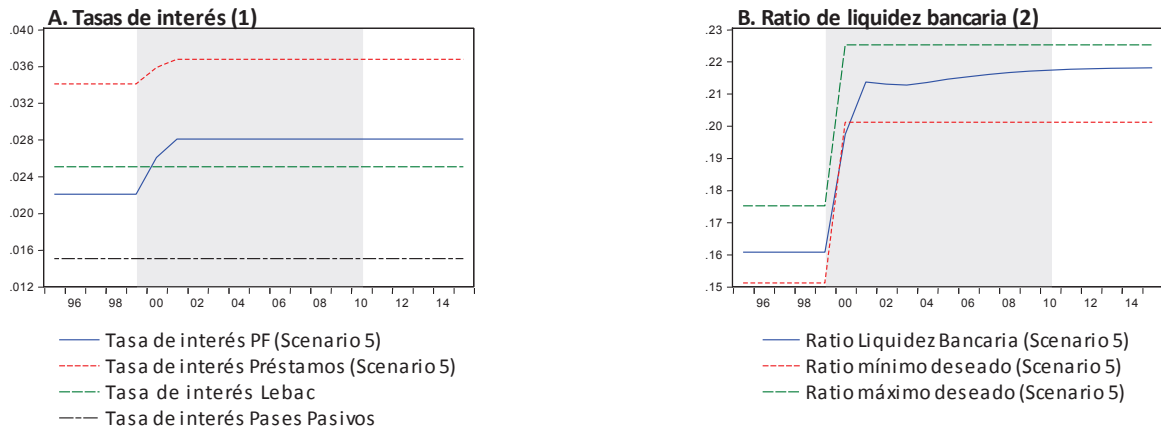 A. Tasas de interés (1)
.040
.036
.032
.028
.024
.020
.016
.012
96 98 00 02 04 06 08 10 12 14
Tasa de interés PF (Scenario 5)
Tasa de interés Préstamos (Scenario 5)
Tasa de interés Lebac
Tasa de interés Pases Pasivos
B. Ratio de liquidez bancaria (2)
.23
.22
.21
.20
.19
.18
.17
.16
.15
96 98 00 02 04 06 08 10 12 14
Ratio Liquidez Bancaria (Scenario 5)
Ratio mínimo deseado (Scenario 5)
Ratio máximo deseado (Scenario 5)